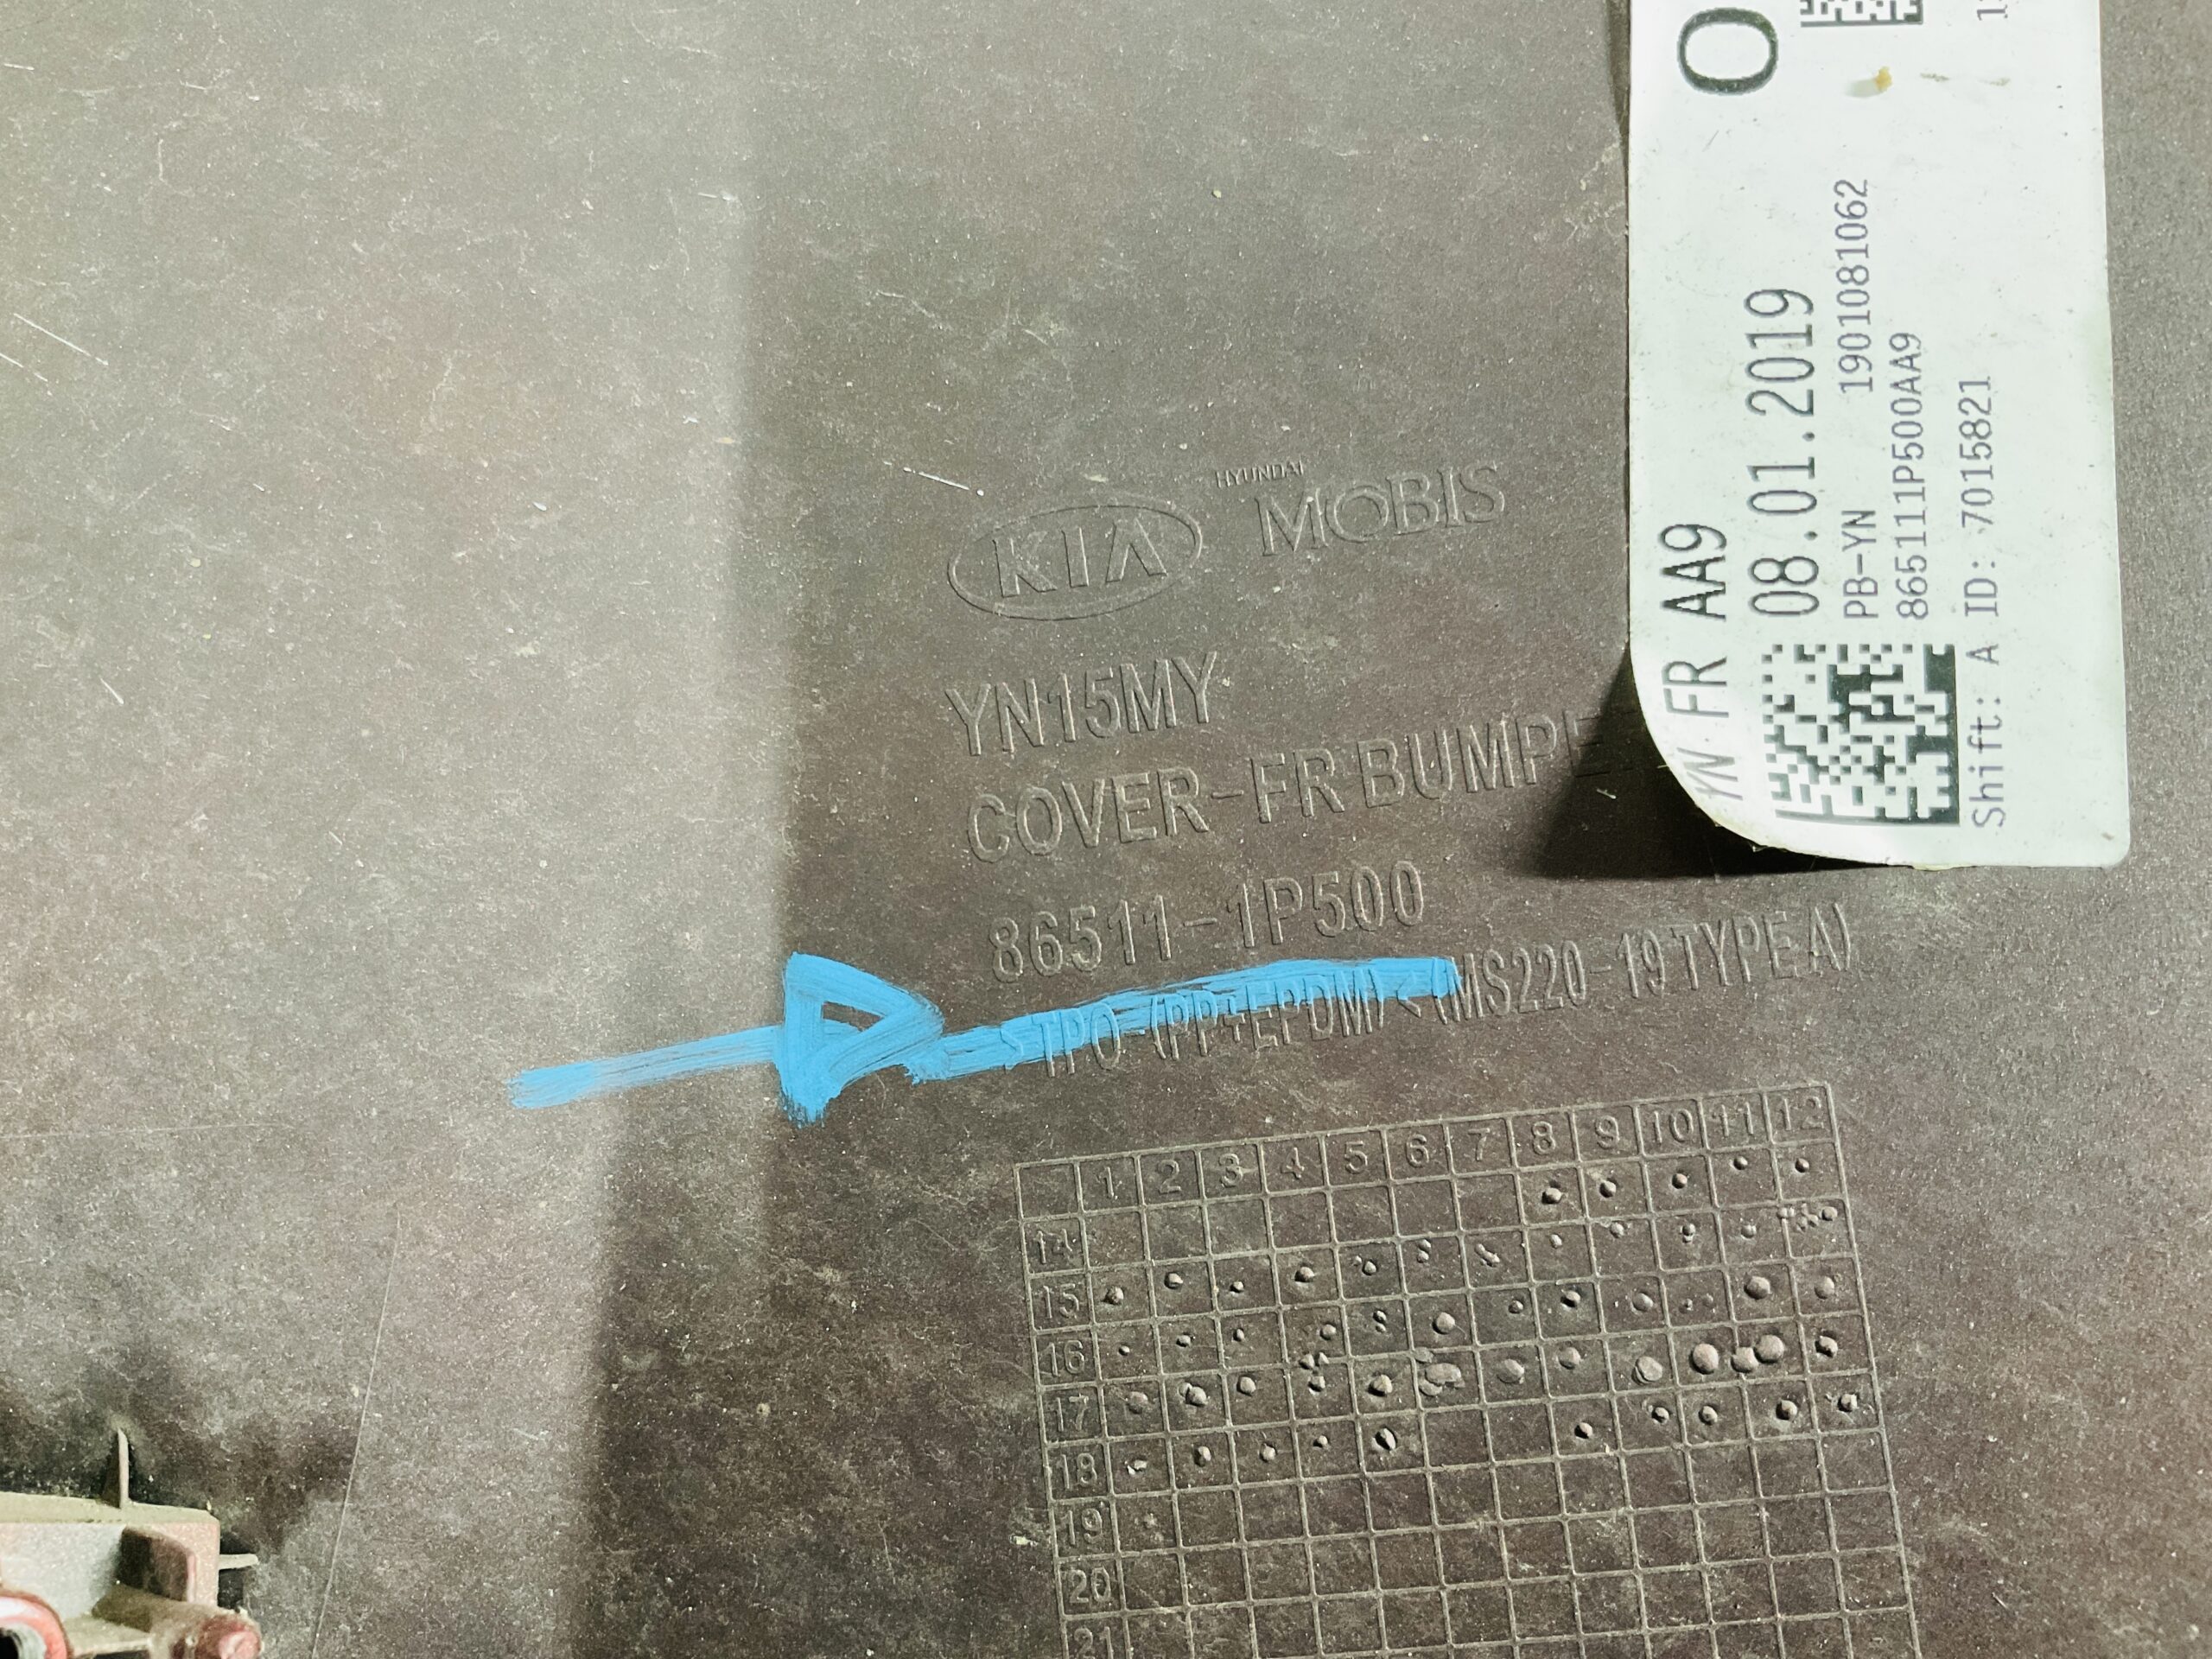 HYUNDAI
KIA MOBIS
YN15MY
COVER-FR BUMPE
86511-1P500
>TPO-(PP+EPDM)<(MS220-19 TYPE A)
1 2 3 4 5 6 7 8 9 10 11 12
14
15
16
17
18
19
20
21
YN FR AA9 O
08.01.2019
PB-YN 1901081062
865111P500AA9
Shift: A ID: 7015821